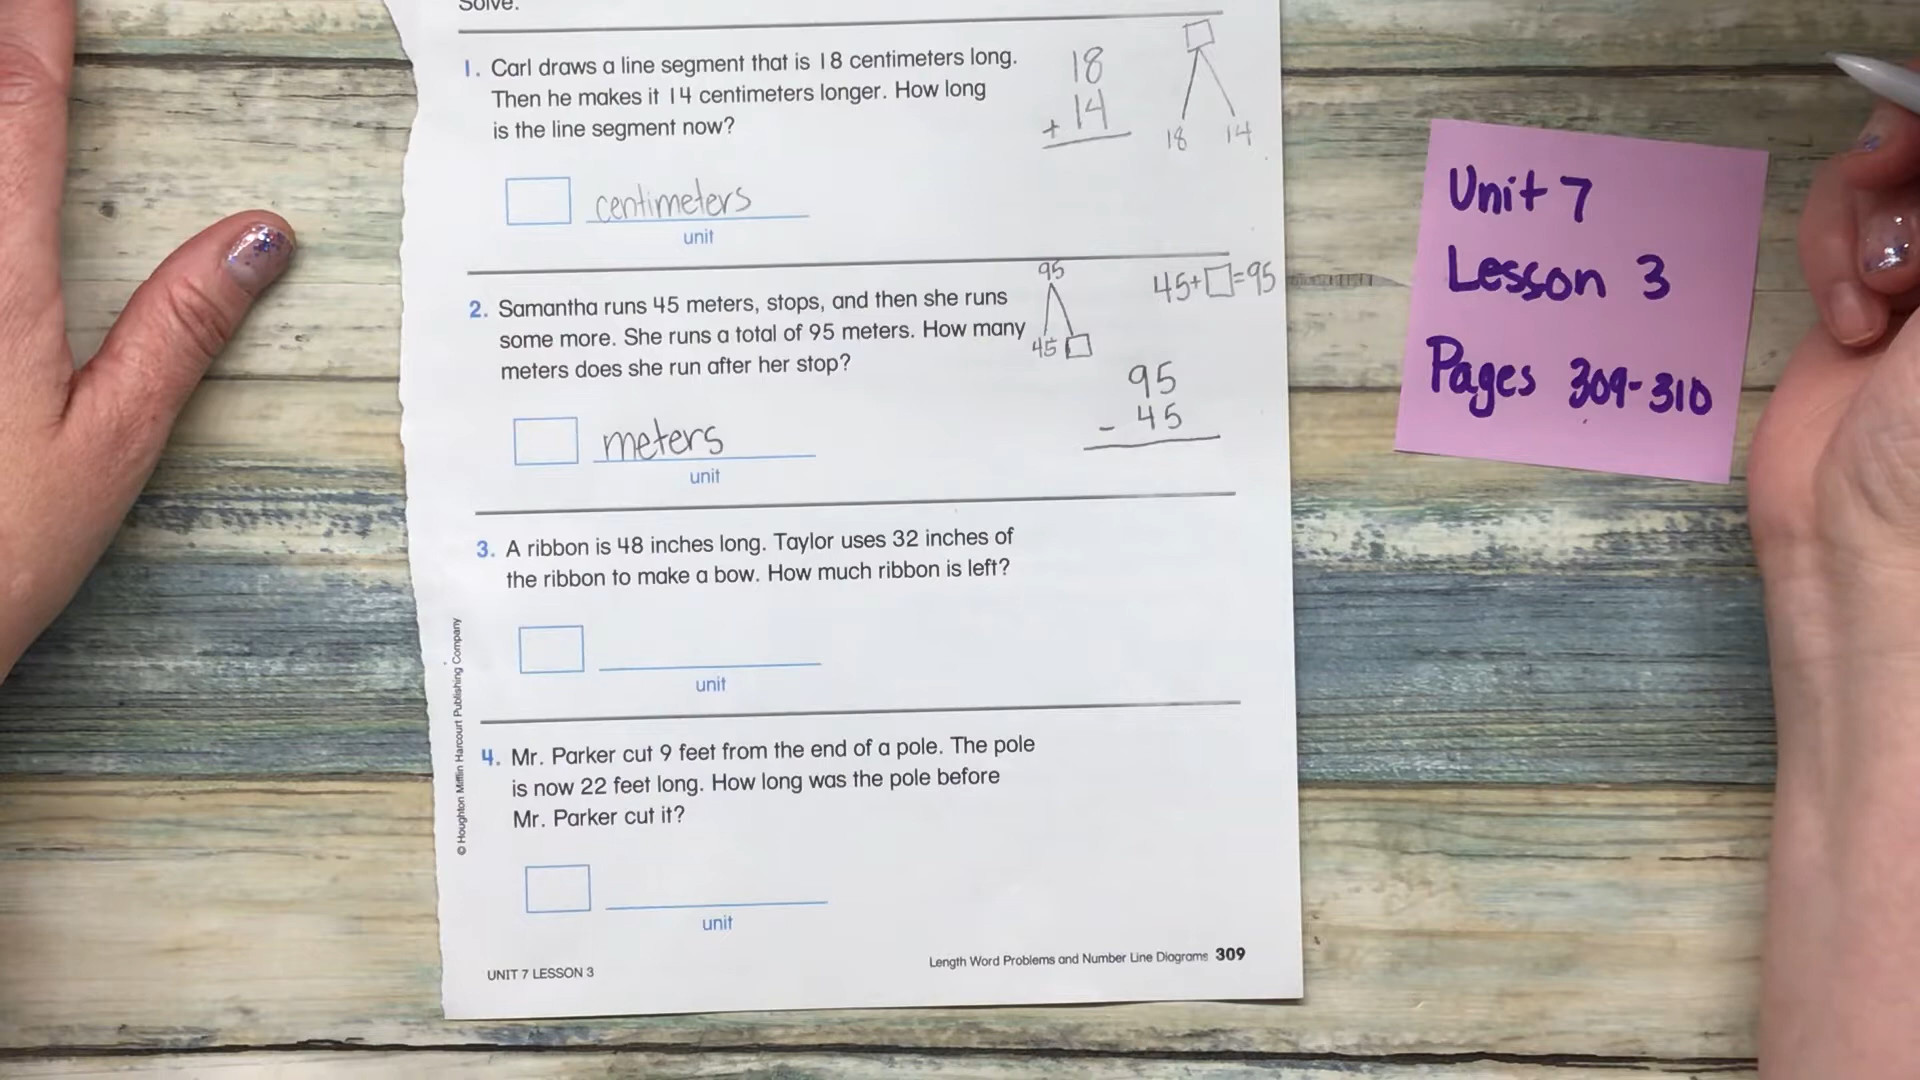 Solve.
1. Carl draws a line segment that is 18 centimeters long.
Then he makes it 14 centimeters longer. How long
is the line segment now?
18
+ 14
18 14
centimeters
unit
2. Samantha runs 45 meters, stops, and then she runs
some more. She runs a total of 95 meters. How many
meters does she run after her stop?
95
45 □
45+□=95
95
- 45
meters
unit
3. A ribbon is 48 inches long. Taylor uses 32 inches of
the ribbon to make a bow. How much ribbon is left?
unit
4. Mr. Parker cut 9 feet from the end of a pole. The pole
is now 22 feet long. How long was the pole before
Mr. Parker cut it?
unit
© Houghton Mifflin Harcourt Publishing Company
UNIT 7 LESSON 3
Length Word Problems and Number Line Diagrams 309
Unit 7
Lesson 3
Pages 309-310